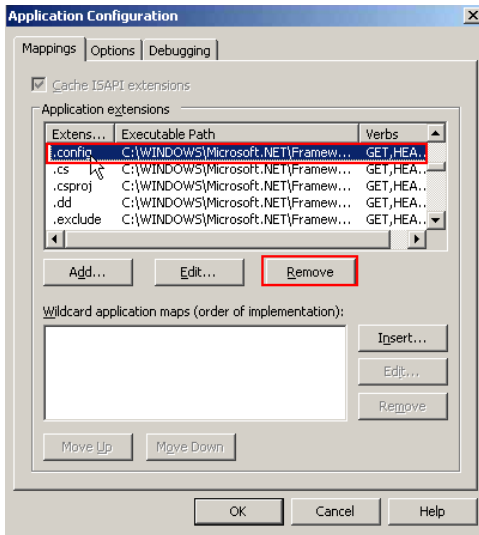 Application Configuration
Mappings Options Debugging
Cache ISAPI extensions
Application extensions
Extens... Executable Path Verbs
.config C:\WINDOWS\Microsoft.NET\Framew... GET,HEA..
.cs C:\WINDOWS\Microsoft.NET\Framew... GET,HEA..
.csproj C:\WINDOWS\Microsoft.NET\Framew... GET,HEA..
.dd C:\WINDOWS\Microsoft.NET\Framew... GET,HEA..
.exclude C:\WINDOWS\Microsoft.NET\Framew... GET,HEA..
Add... Edit... Remove
Wildcard application maps (order of implementation):
Insert...
Edit...
Remove
Move Up Move Down
OK Cancel Help